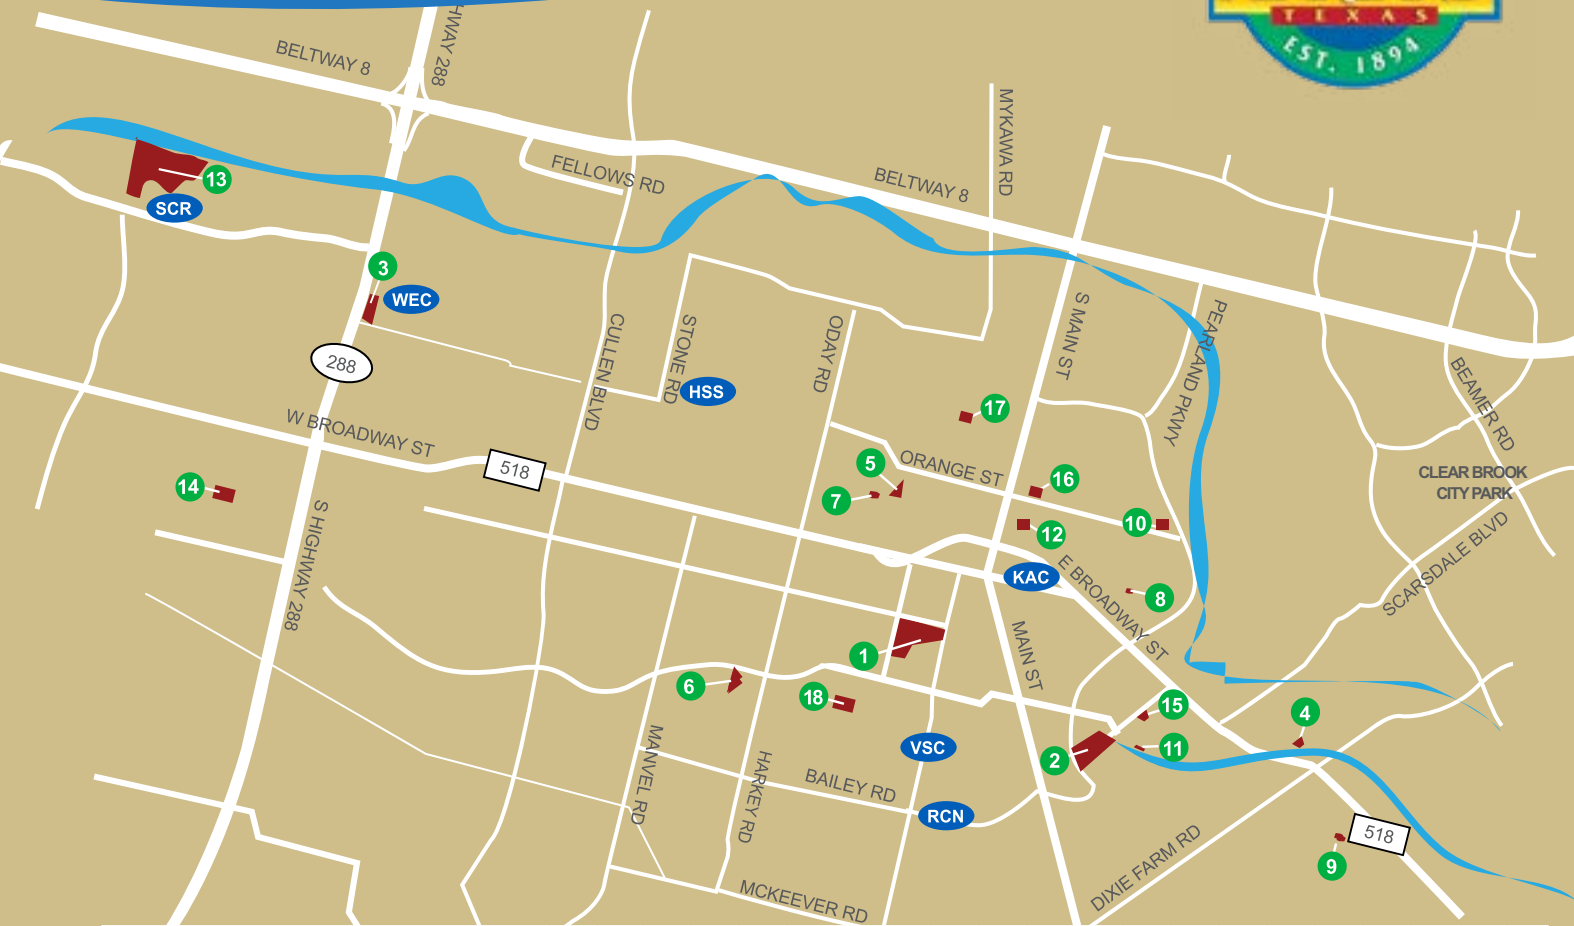 TEXAS
EST. 1894
HWAY 288
BELTWAY 8
MYKAWA RD
FELLOWS RD
BELTWAY 8
13
SCR
3
WEC
288
CULLEN BLVD
STONE RD
ODAY RD
S MAIN ST
PEARLAND PKWY
BEAMER RD
HSS
17
W BROADWAY ST
518
5
ORANGE ST
CLEAR BROOK
CITY PARK
14
7
16
10
12
S HIGHWAY 288
KAC
E BROADWAY ST
8
SCARSDALE BLVD
1
MAIN ST
6
18
15
4
MANVEL RD
HARKEY RD
VSC
2
11
BAILEY RD
RCN
518
DIXIE FARM RD
9
MCKEEVER RD